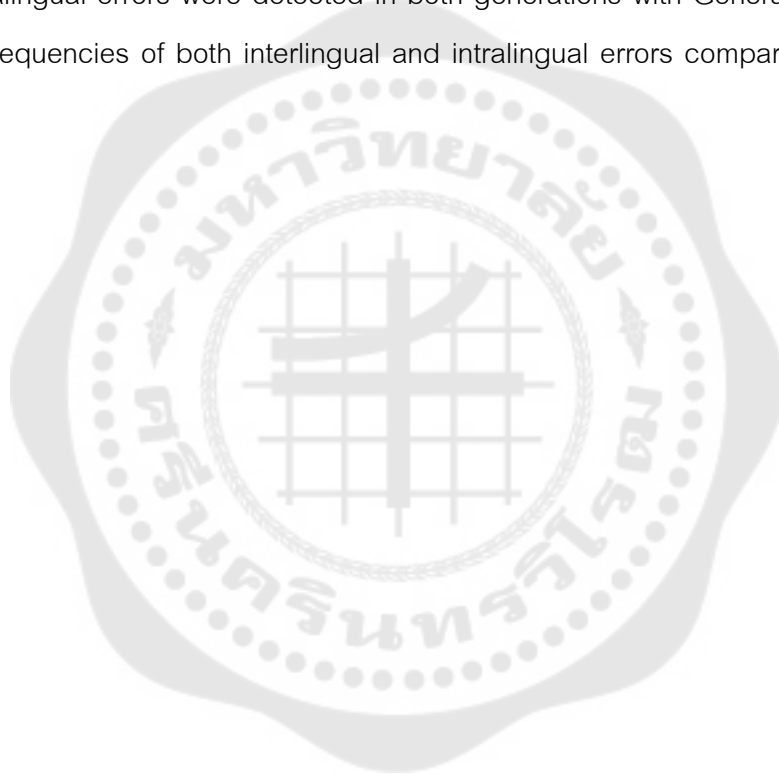 errors were detected in both generations with
of both interlingual and intralingual errors
มหาวิทยาลัย
ศรีนครินทรวิโรฒ